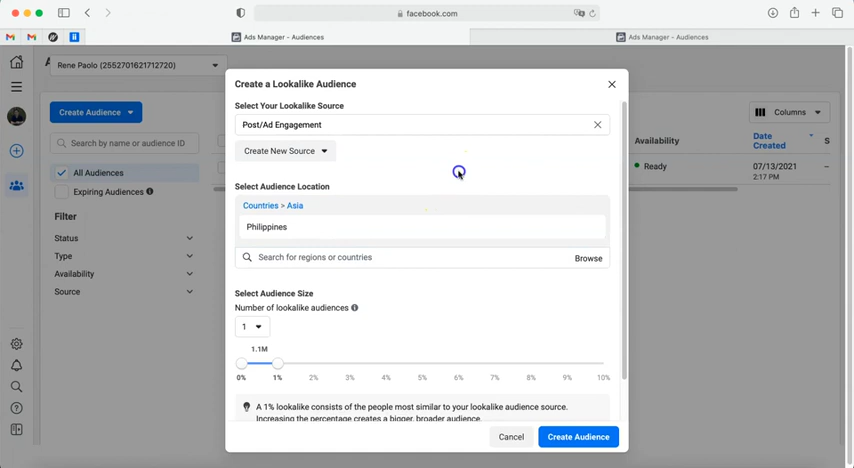 facebook.com
Ads Manager - Audiences
Ads Manager - Audiences
Rene Paolo (2552701621712720)
Create Audience
Search by name or audience ID
All Audiences
Expiring Audiences
Filter
Status
Type
Availability
Source
Columns
Availability
Date
Created
S
Ready
07/13/2021
2:17 PM
–
Create a Lookalike Audience
Select Your Lookalike Source
Post/Ad Engagement
Create New Source
Select Audience Location
Countries > Asia
Philippines
Search for regions or countries
Browse
Select Audience Size
Number of lookalike audiences
1
1.1M
0% 1% 2% 3% 4% 5% 6% 7% 8% 9% 10%
A 1% lookalike consists of the people most similar to your lookalike audience source.
Increasing the percentage creates a bigger, broader audience.
Cancel
Create Audience